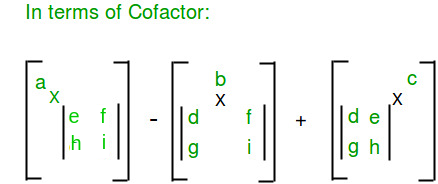 In terms of Cofactor:
a b c
x x x
e f - d f + d e
h i g i g h